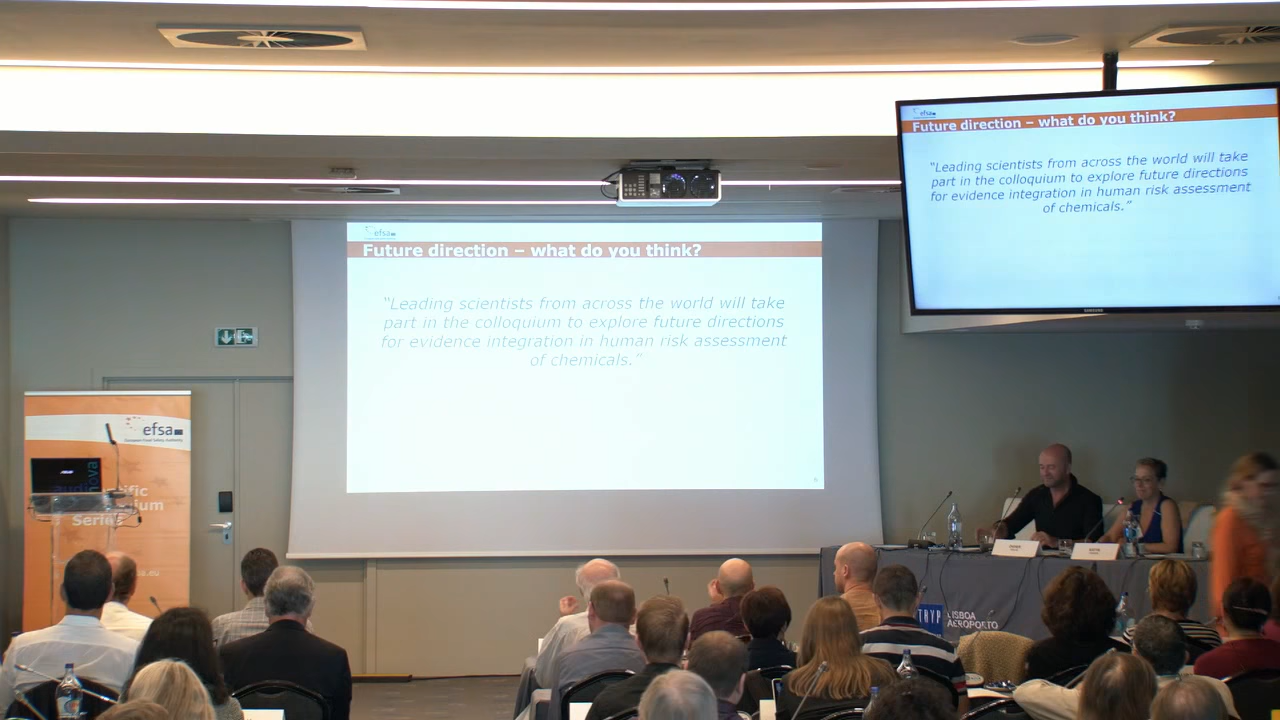 efsa
Future direction – what do you think?
“Leading scientists from across the world will take
part in the colloquium to explore future directions
for evidence integration in human risk assessment
of chemicals.”
SAMSUNG
efsa
Future direction – what do you think?
“Leading scientists from across the world will take
part in the colloquium to explore future directions
for evidence integration in human risk assessment
of chemicals.”
efsa
European Food Safety Authority
Series
TRYP
LISBOA
AEROPORTO